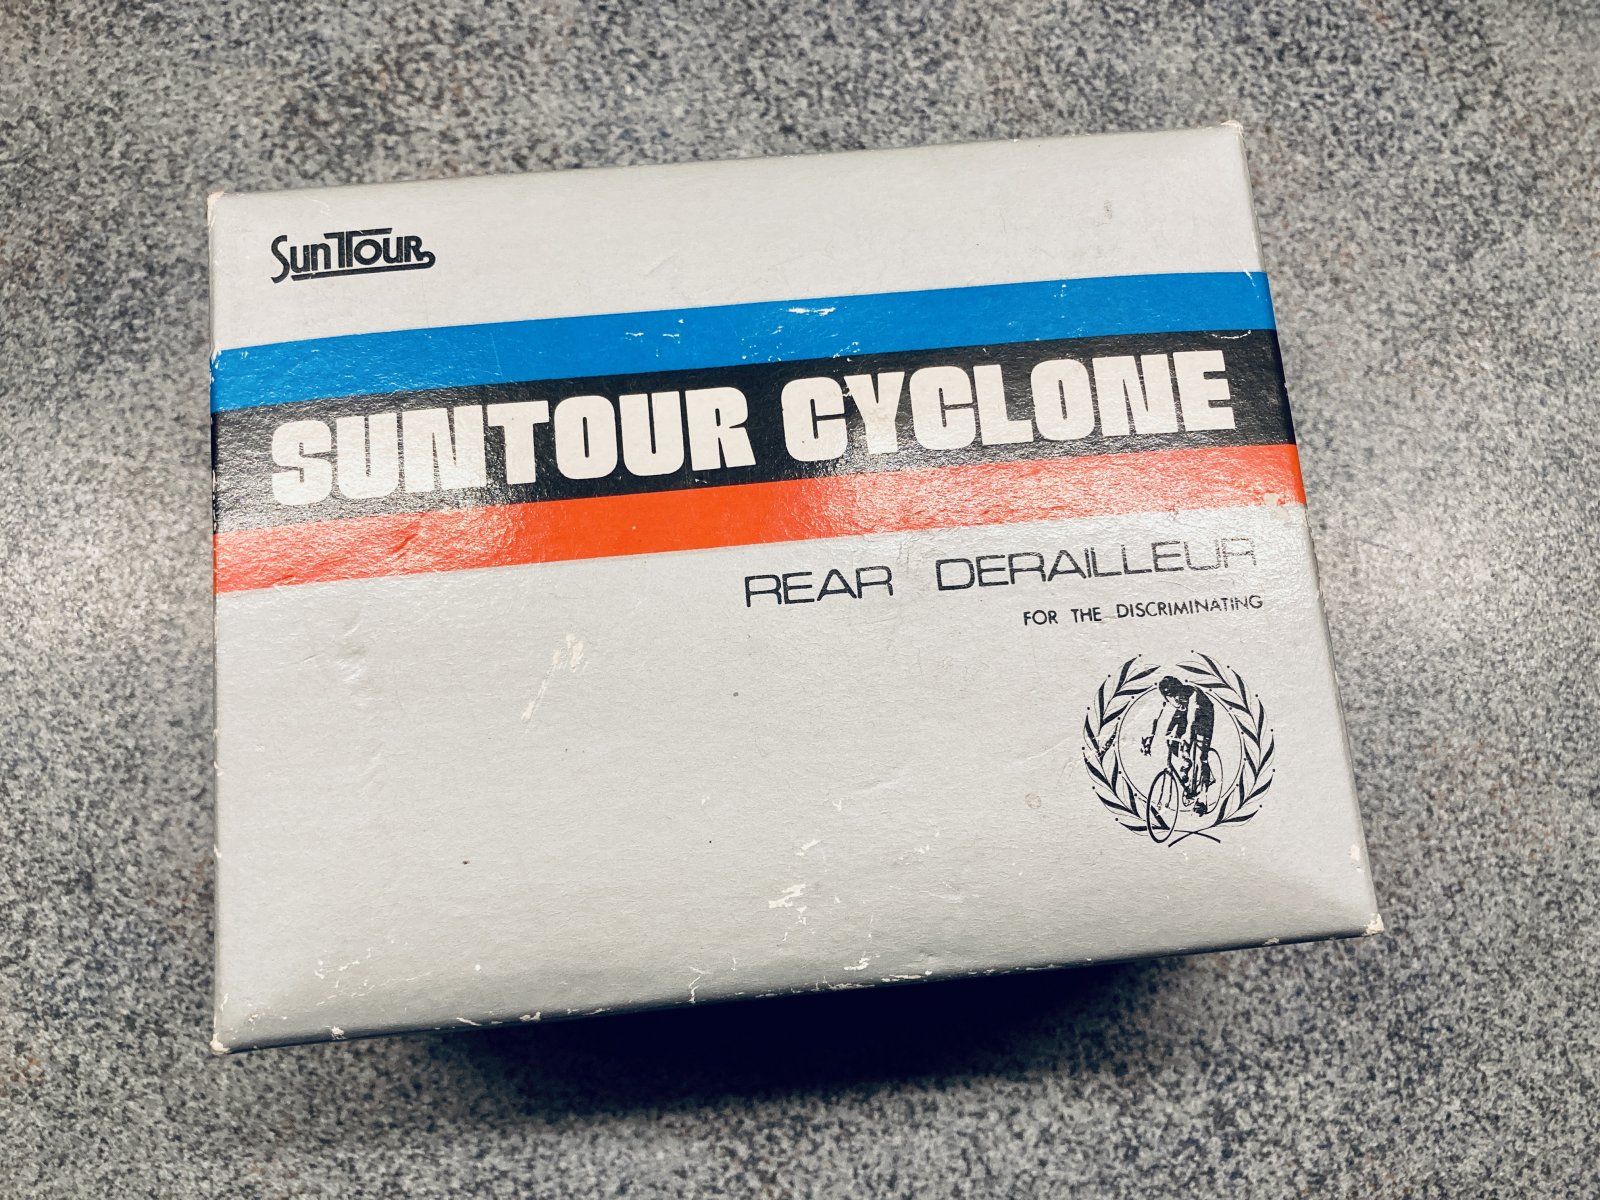 SunTour
SUNTOUR CYCLONE
REAR DERAILLEUR
FOR THE DISCRIMINATING